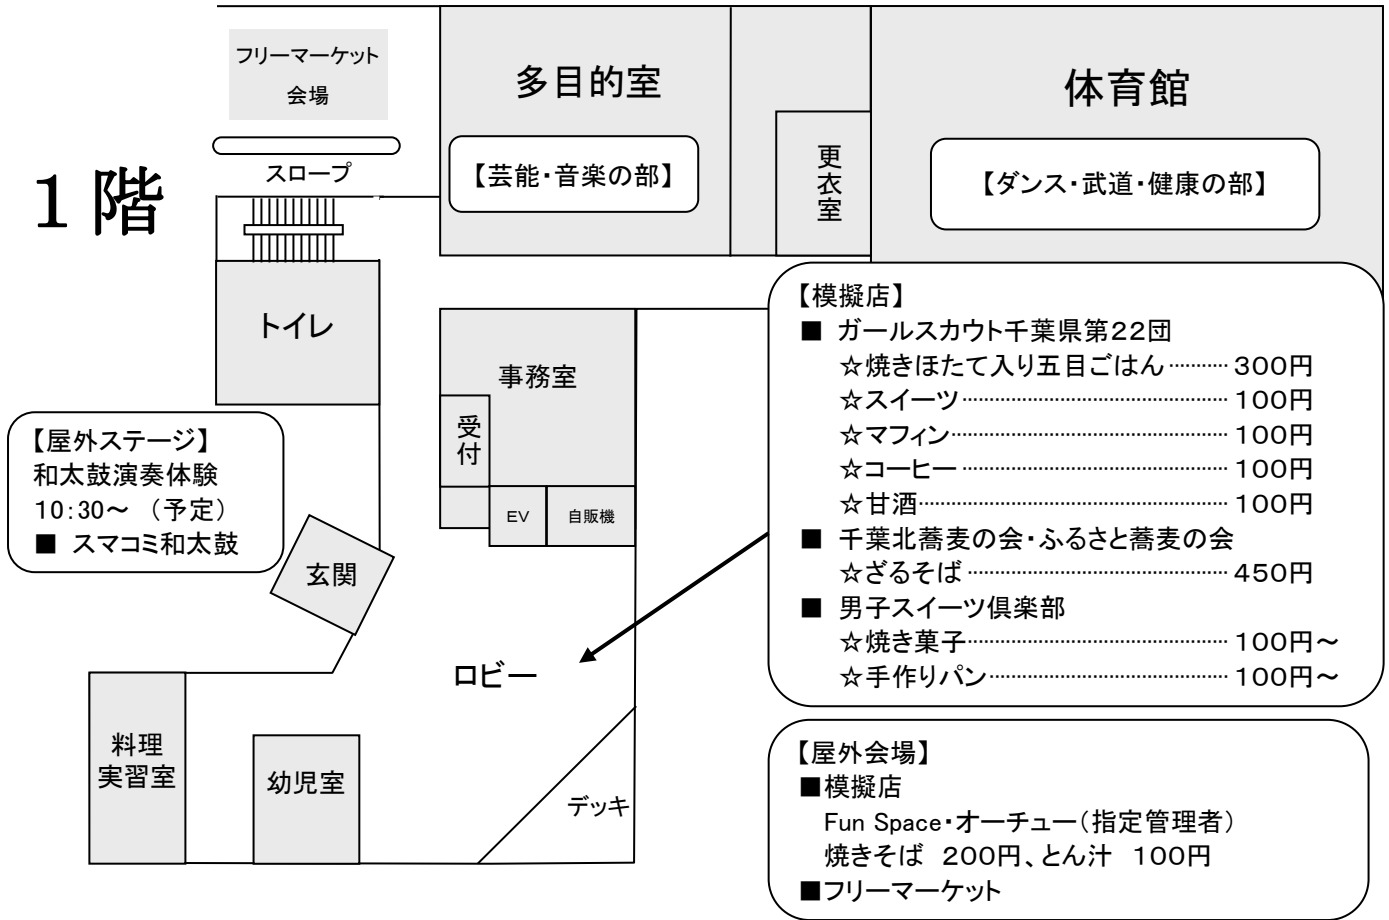 1階
フリーマーケット
会場
スロープ
多目的室
【芸能・音楽の部】
更衣室
体育館
【ダンス・武道・健康の部】
トイレ
事務室
受付
EV
自販機
【屋外ステージ】
和太鼓演奏体験
10:30～ （予定）
■ スマコミ和太鼓
玄関
ロビー
料理
実習室
幼児室
デッキ
【模擬店】
■ ガールスカウト千葉県第22団
☆焼きほたて入り五目ごはん………… 300円
☆スイーツ………………………………… 100円
☆マフィン………………………………… 100円
☆コーヒー………………………………… 100円
☆甘酒……………………………………… 100円
■ 千葉北蕎麦の会・ふるさと蕎麦の会
☆ざるそば………………………………… 450円
■ 男子スイーツ倶楽部
☆焼き菓子………………………………… 100円～
☆手作りパン……………………………… 100円～
【屋外会場】
■模擬店
Fun Space・オーチュー（指定管理者）
焼きそば 200円、とん汁 100円
■フリーマーケット